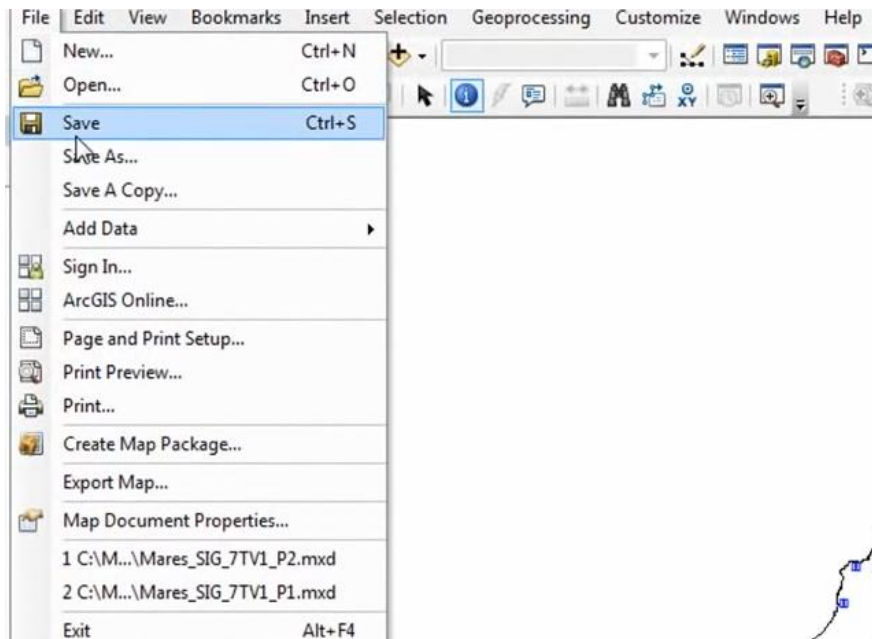 File Edit View Bookmarks Insert Selection Geoprocessing Customize Windows Help
New... Ctrl+N
Open... Ctrl+O
Save Ctrl+S
Save As...
Save A Copy...
Add Data
Sign In...
ArcGIS Online...
Page and Print Setup...
Print Preview...
Print...
Create Map Package...
Export Map...
Map Document Properties...
1 C:\M...\Mares_SIG_7TV1_P2.mxd
2 C:\M...\Mares_SIG_7TV1_P1.mxd
Exit Alt+F4
XY